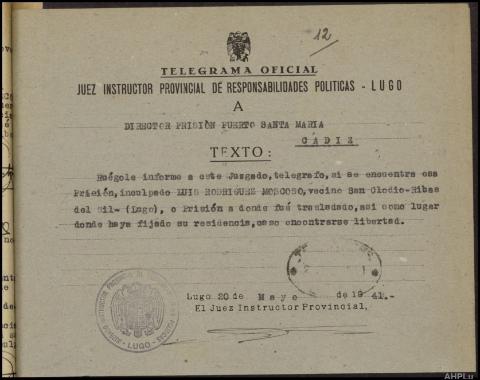 12
TELEGRAMA OFICIAL
JUEZ INSTRUCTOR PROVINCIAL DE RESPONSABILIDADES POLITICAS - LUGO
A
DIRECTOR PRISIÓN PUERTO SANTA MARIA
CADIZ
TEXTO:
Ruégole informe a este Juzgado, telegrafo, si se encuentra esa
Prisión, inculpado LUIS RODRIGUEZ MOSCOSO, vecino San Clodio-Ribas
del Sil- (Lugo), o Prisión a donde fué trasladado, asi como lugar
donde haya fijado su residencia, caso encontrarse libertad.
Lugo 20 de Mayo de 1941.-
El Juez Instructor Provincial,
LUGO
AHPLu